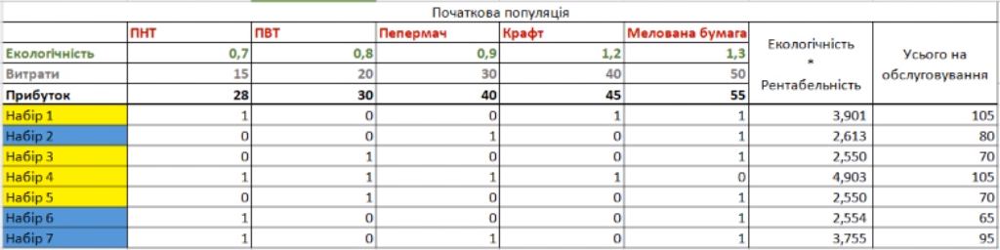 Початкова популяція
ПНТ ПВТ Пепермач Крафт Мелована бумага Екологічність * Рентабельність Усього на обслуговування
Екологічність 0,7 0,8 0,9 1,2 1,3
Витрати 15 20 30 40 50
Прибуток 28 30 40 45 55
Набір 1 1 0 0 1 1 3,901 105
Набір 2 0 0 1 0 1 2,613 80
Набір 3 0 1 0 0 1 2,550 70
Набір 4 1 1 1 1 0 4,903 105
Набір 5 0 1 0 0 1 2,550 70
Набір 6 1 0 0 0 1 2,554 65
Набір 7 1 0 1 0 1 3,755 95